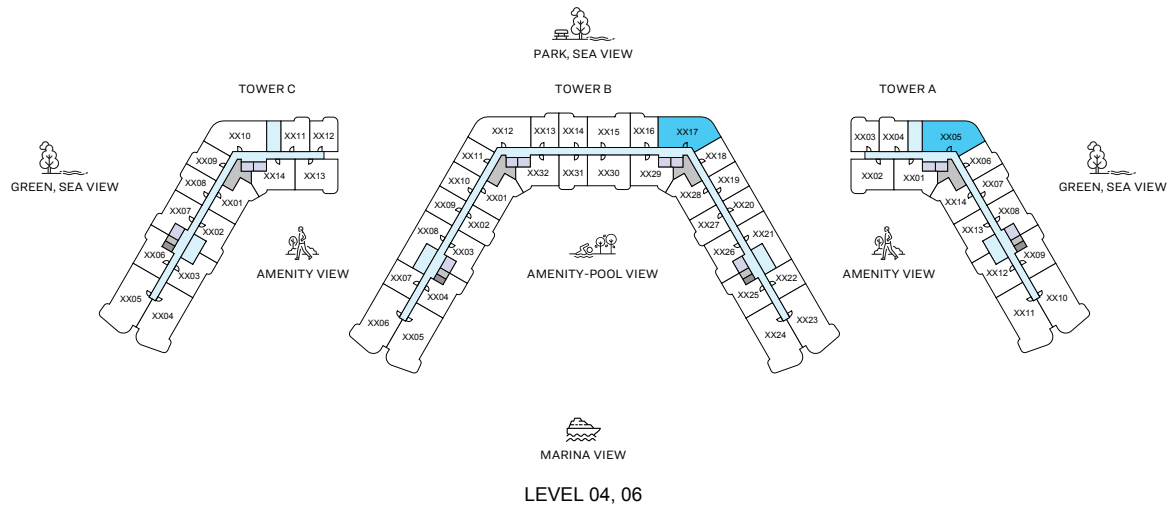 PARK, SEA VIEW
TOWER C
TOWER B
TOWER A
GREEN, SEA VIEW
GREEN, SEA VIEW
XX10
XX11
XX12
XX09
XX08
XX14
XX13
XX07
XX01
XX02
XX06
XX03
XX05
XX04
AMENITY VIEW
XX12
XX13
XX14
XX15
XX16
XX17
XX11
XX32
XX31
XX30
XX29
XX18
XX10
XX01
XX28
XX19
XX09
XX02
XX27
XX20
XX08
XX03
XX26
XX21
XX07
XX04
XX25
XX22
XX06
XX05
XX24
XX23
AMENITY-POOL VIEW
XX03
XX04
XX05
XX02
XX01
XX06
XX14
XX07
XX13
XX08
XX12
XX09
XX11
XX10
AMENITY VIEW
MARINA VIEW
LEVEL 04, 06